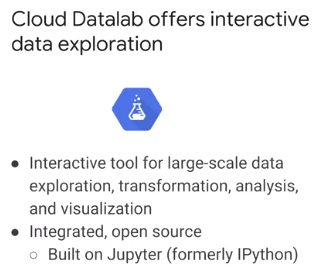 Cloud Datalab offers interactive
data exploration
● Interactive tool for large-scale data
exploration, transformation, analysis,
and visualization
● Integrated, open source
○ Built on Jupyter (formerly IPython)